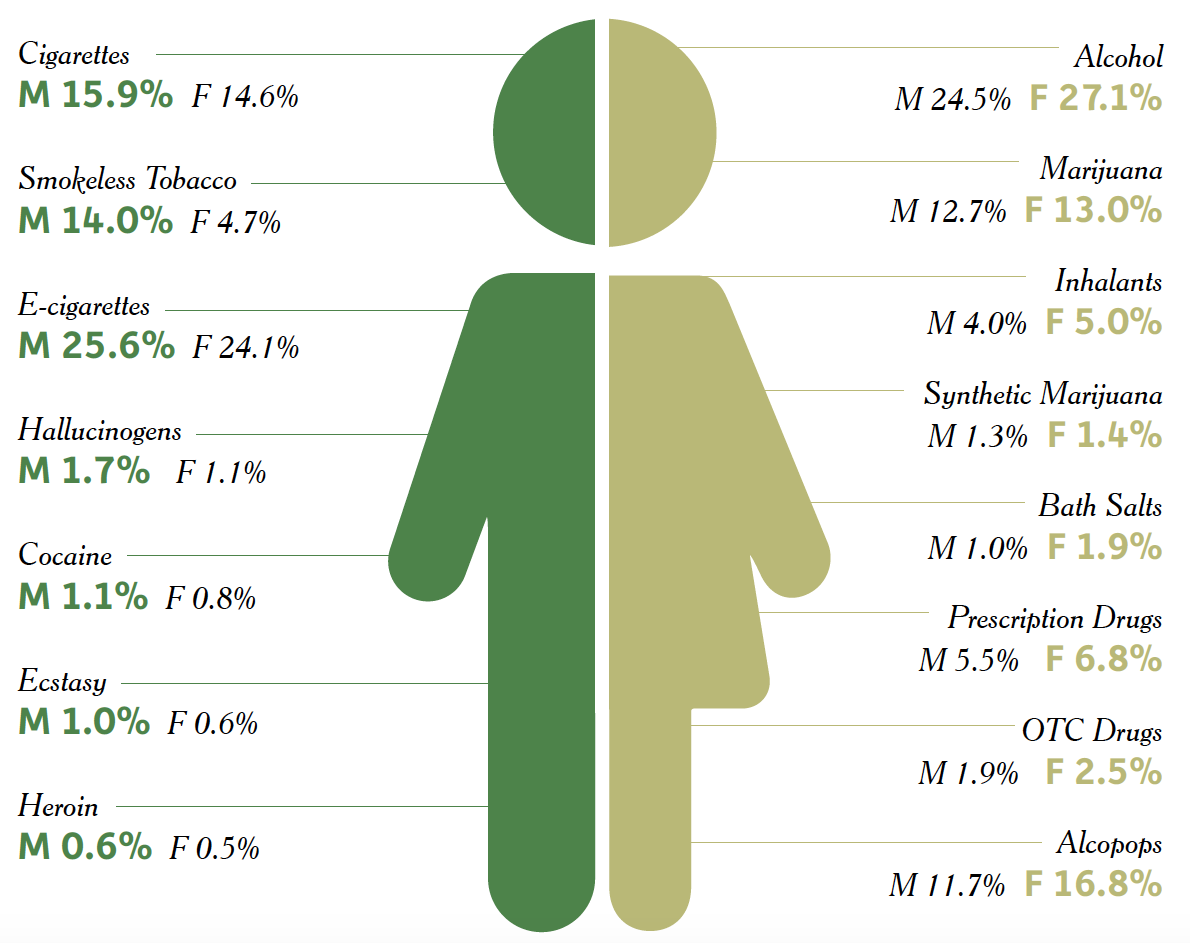 Cigarettes
M 15.9% F 14.6%
Smokeless Tobacco
M 14.0% F 4.7%
E-cigarettes
M 25.6% F 24.1%
Hallucinogens
M 1.7% F 1.1%
Cocaine
M 1.1% F 0.8%
Ecstasy
M 1.0% F 0.6%
Heroin
M 0.6% F 0.5%
Alcohol
M 24.5% F 27.1%
Marijuana
M 12.7% F 13.0%
Inhalants
M 4.0% F 5.0%
Synthetic Marijuana
M 1.3% F 1.4%
Bath Salts
M 1.0% F 1.9%
Prescription Drugs
M 5.5% F 6.8%
OTC Drugs
M 1.9% F 2.5%
Alcopops
M 11.7% F 16.8%